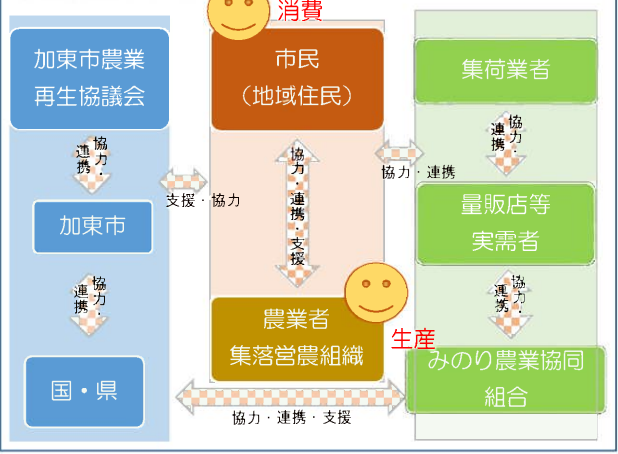 消費
加東市農業
再生協議会
市民
（地域住民）
集荷業者
協力・
連携
協力・連携・支援
協力・
連携
支援・協力
協力・連携
加東市
量販店等
実需者
協力・
連携
協力・
連携
農業者
集落営農組織
生産
国・県
みのり農業協同
組合
協力・連携・支援